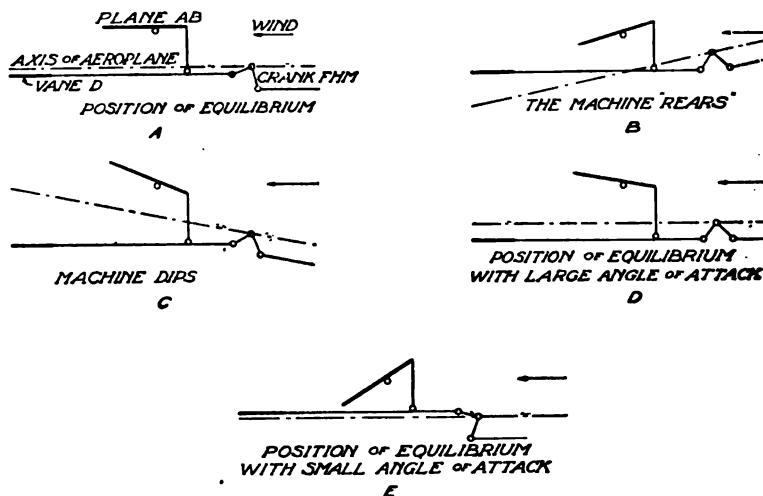 PLANE AB
WIND
AXIS OF AEROPLANE
VANE D
CRANK FHM
POSITION OF EQUILIBRIUM
A
THE MACHINE "REARS"
B
MACHINE DIPS
C
POSITION OF EQUILIBRIUM
WITH LARGE ANGLE OF ATTACK
D
POSITION OF EQUILIBRIUM
WITH SMALL ANGLE OF ATTACK
E